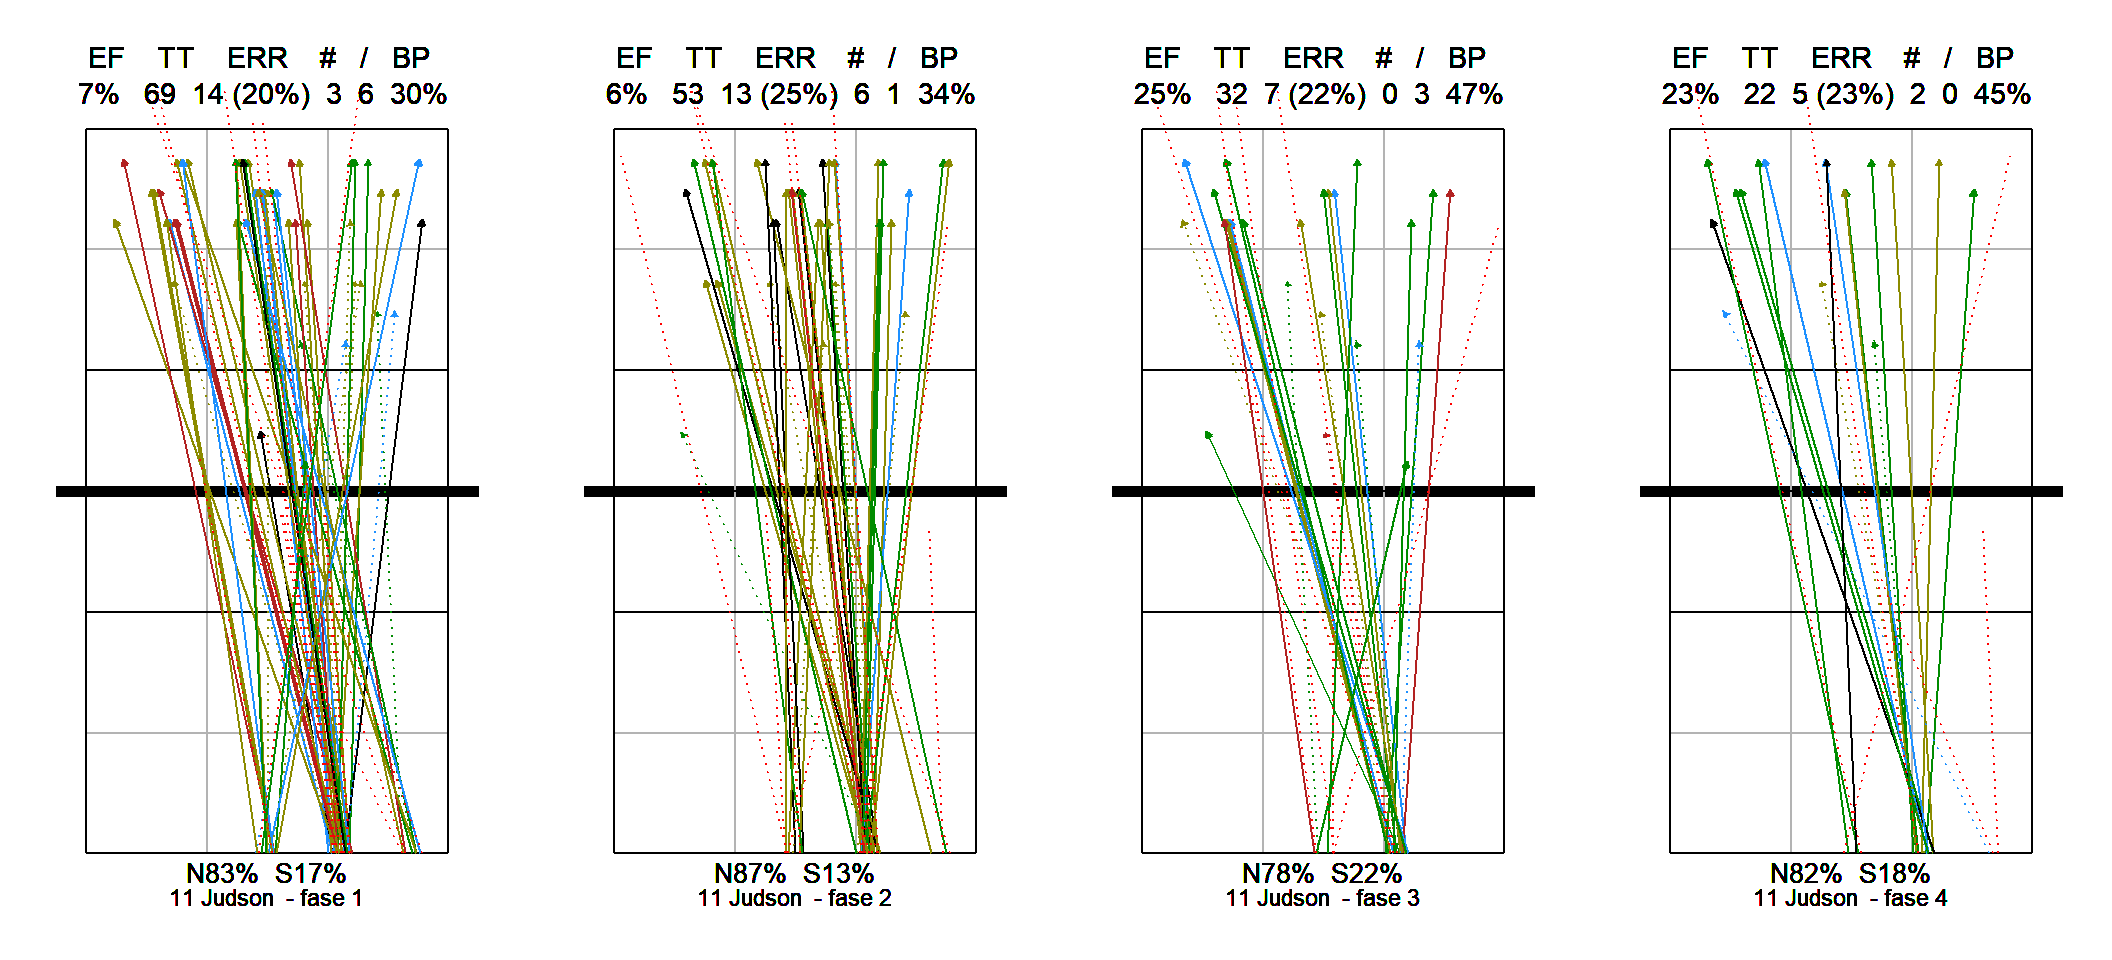 EF TT ERR # / BP
7% 69 14 (20%) 3 6 30%
N83% S17%
11 Judson - fase 1
EF TT ERR # / BP
6% 53 13 (25%) 6 1 34%
N87% S13%
11 Judson - fase 2
EF TT ERR # / BP
25% 32 7 (22%) 0 3 47%
N78% S22%
11 Judson - fase 3
EF TT ERR # / BP
23% 22 5 (23%) 2 0 45%
N82% S18%
11 Judson - fase 4